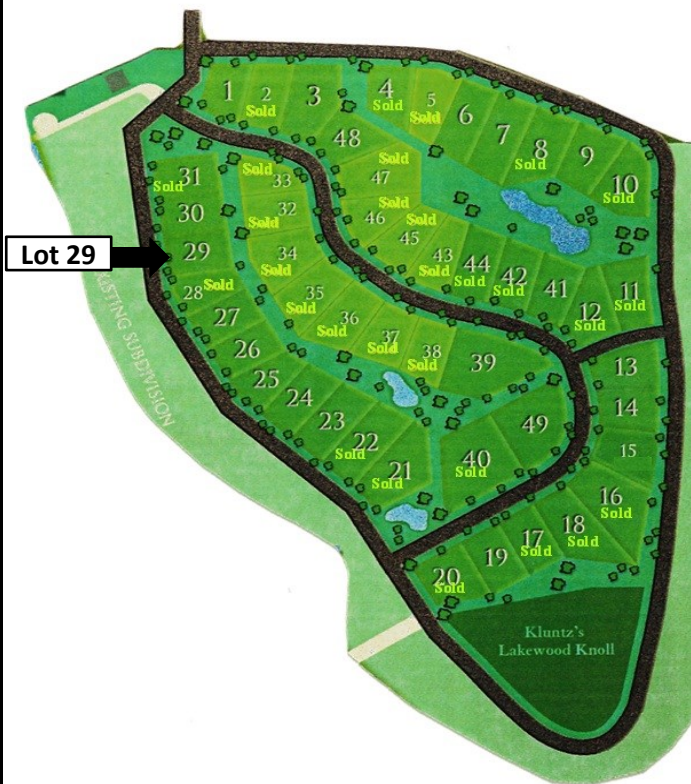 1
2
Sold
3
4
Sold
5
Sold
6
7
8
Sold
9
10
Sold
48
Sold
47
Sold
46
Sold
45
43
Sold
44
Sold
42
Sold
41
12
Sold
11
Sold
31
Sold
30
29
Lot 29
28
Sold
27
26
25
24
23
22
Sold
21
Sold
33
Sold
32
Sold
34
Sold
35
Sold
36
Sold
37
Sold
38
Sold
39
49
40
Sold
13
14
15
16
Sold
17
Sold
18
Sold
19
20
Sold
EXISTING SUBDIVISION
Kluntz's
Lakewood Knoll